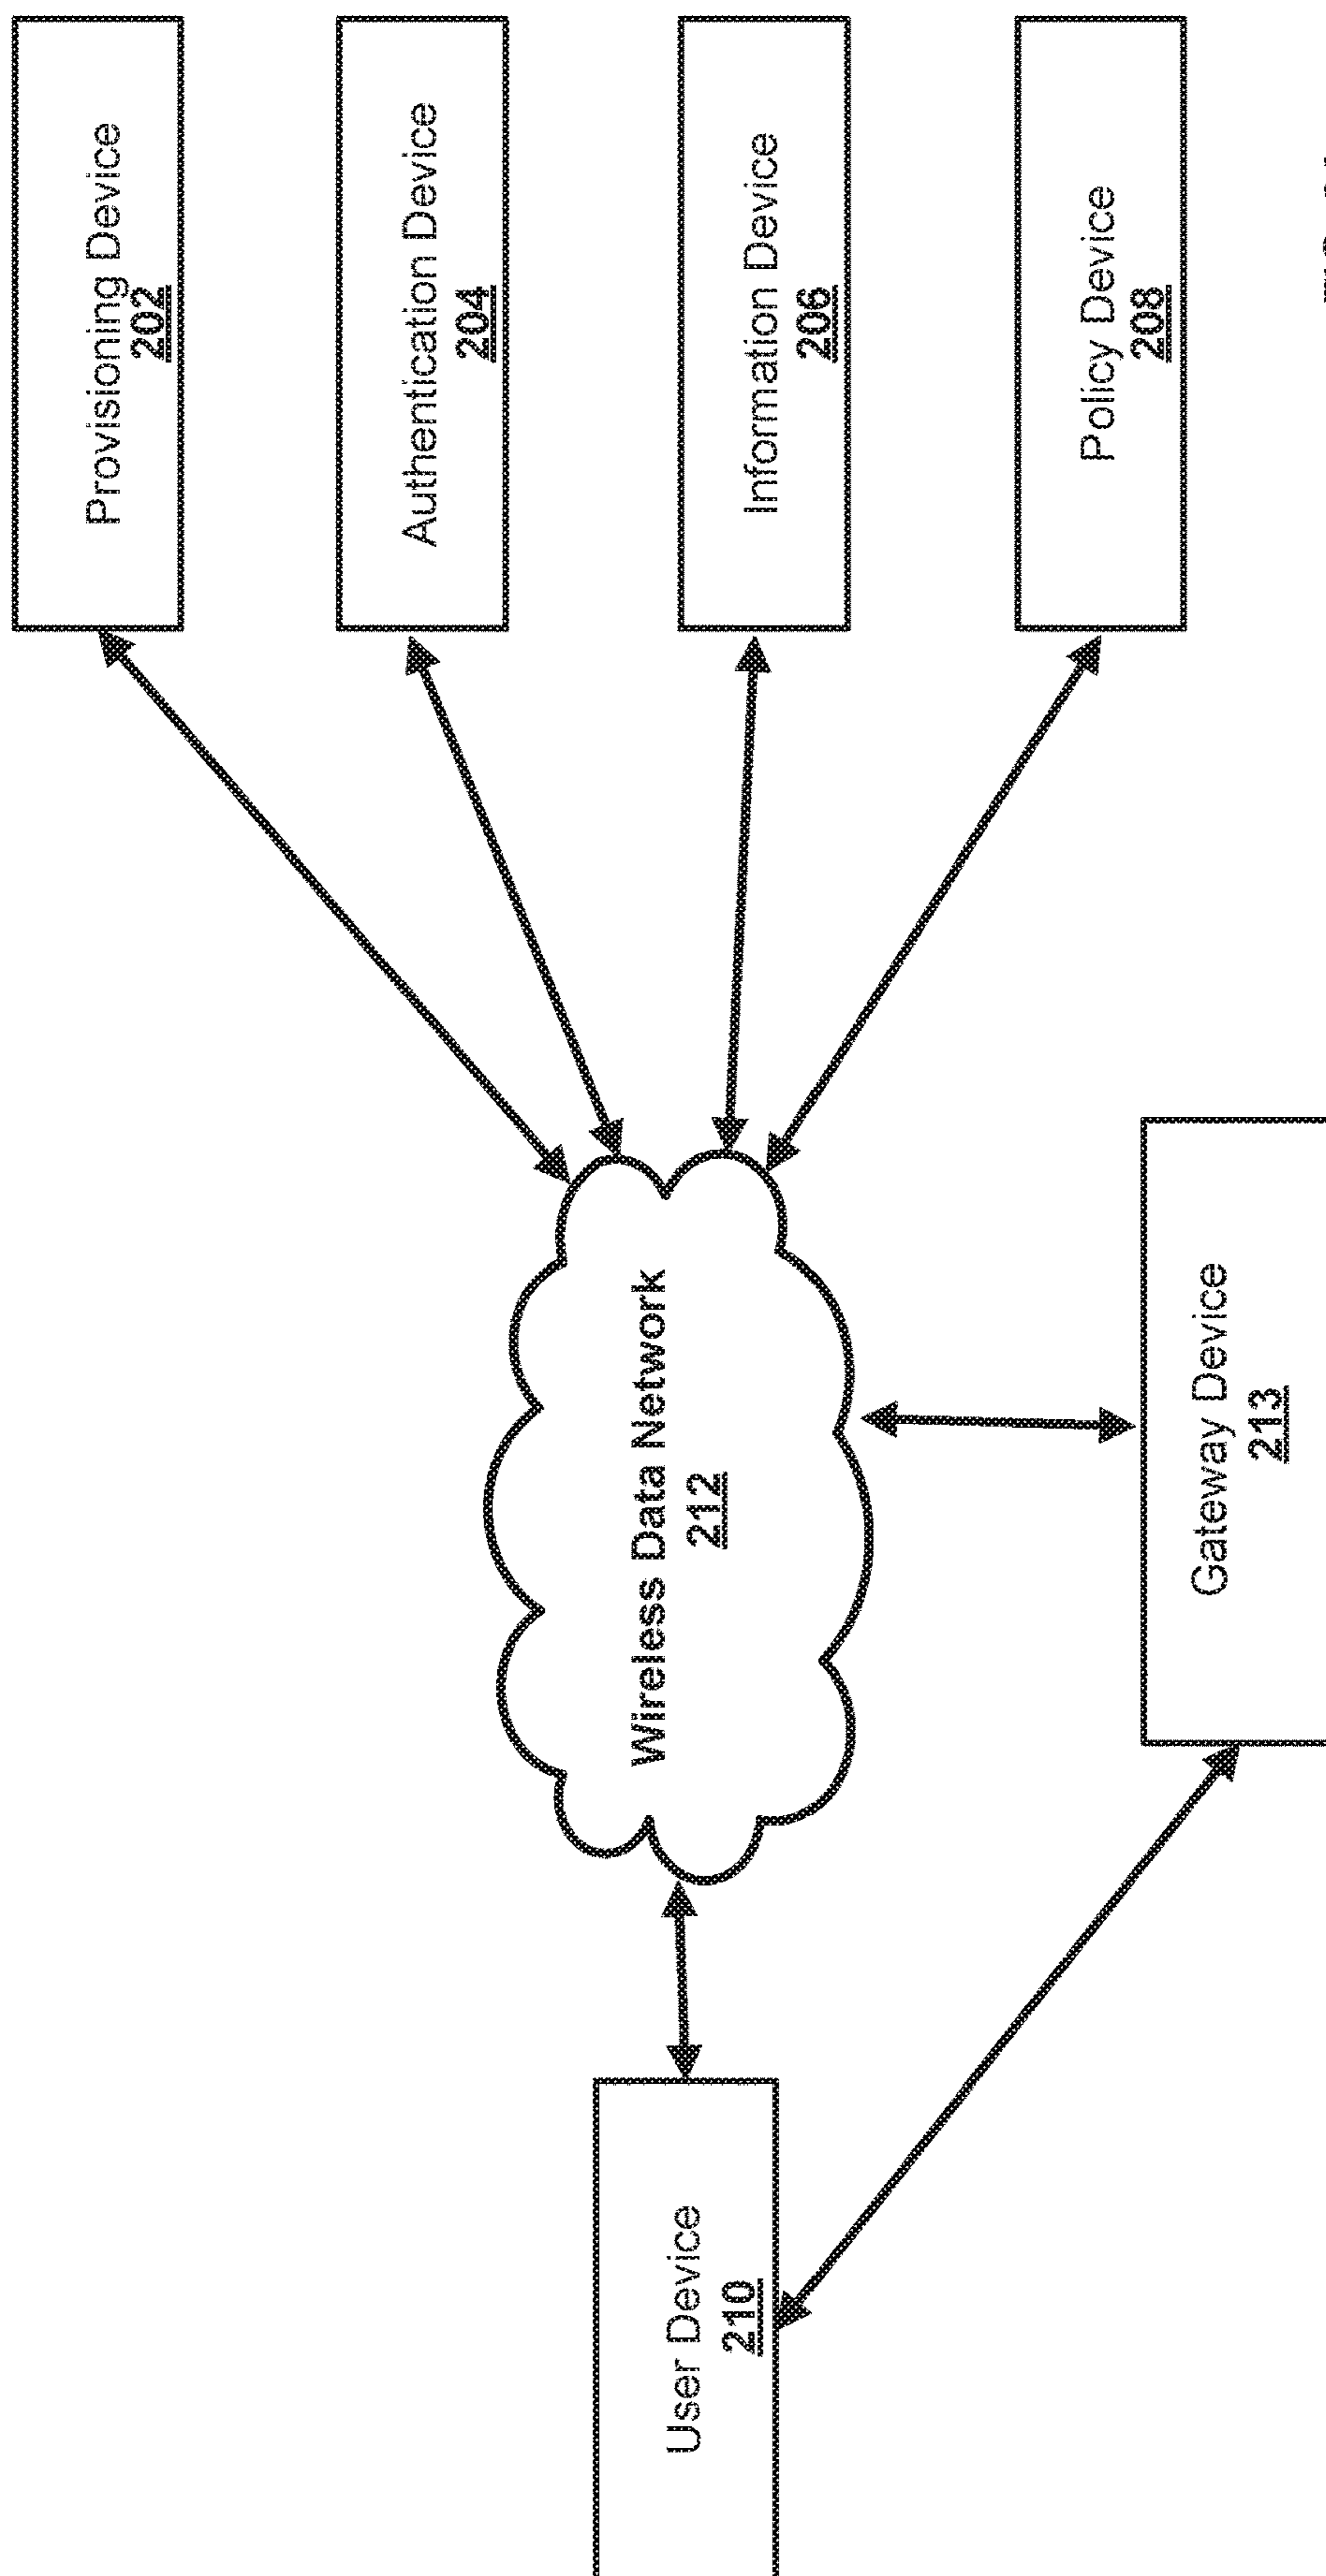 Provisioning Device
202
Authentication Device
204
Information Device
206
Policy Device
208
Wireless Data Network
212
Gateway Device
213
User Device
210